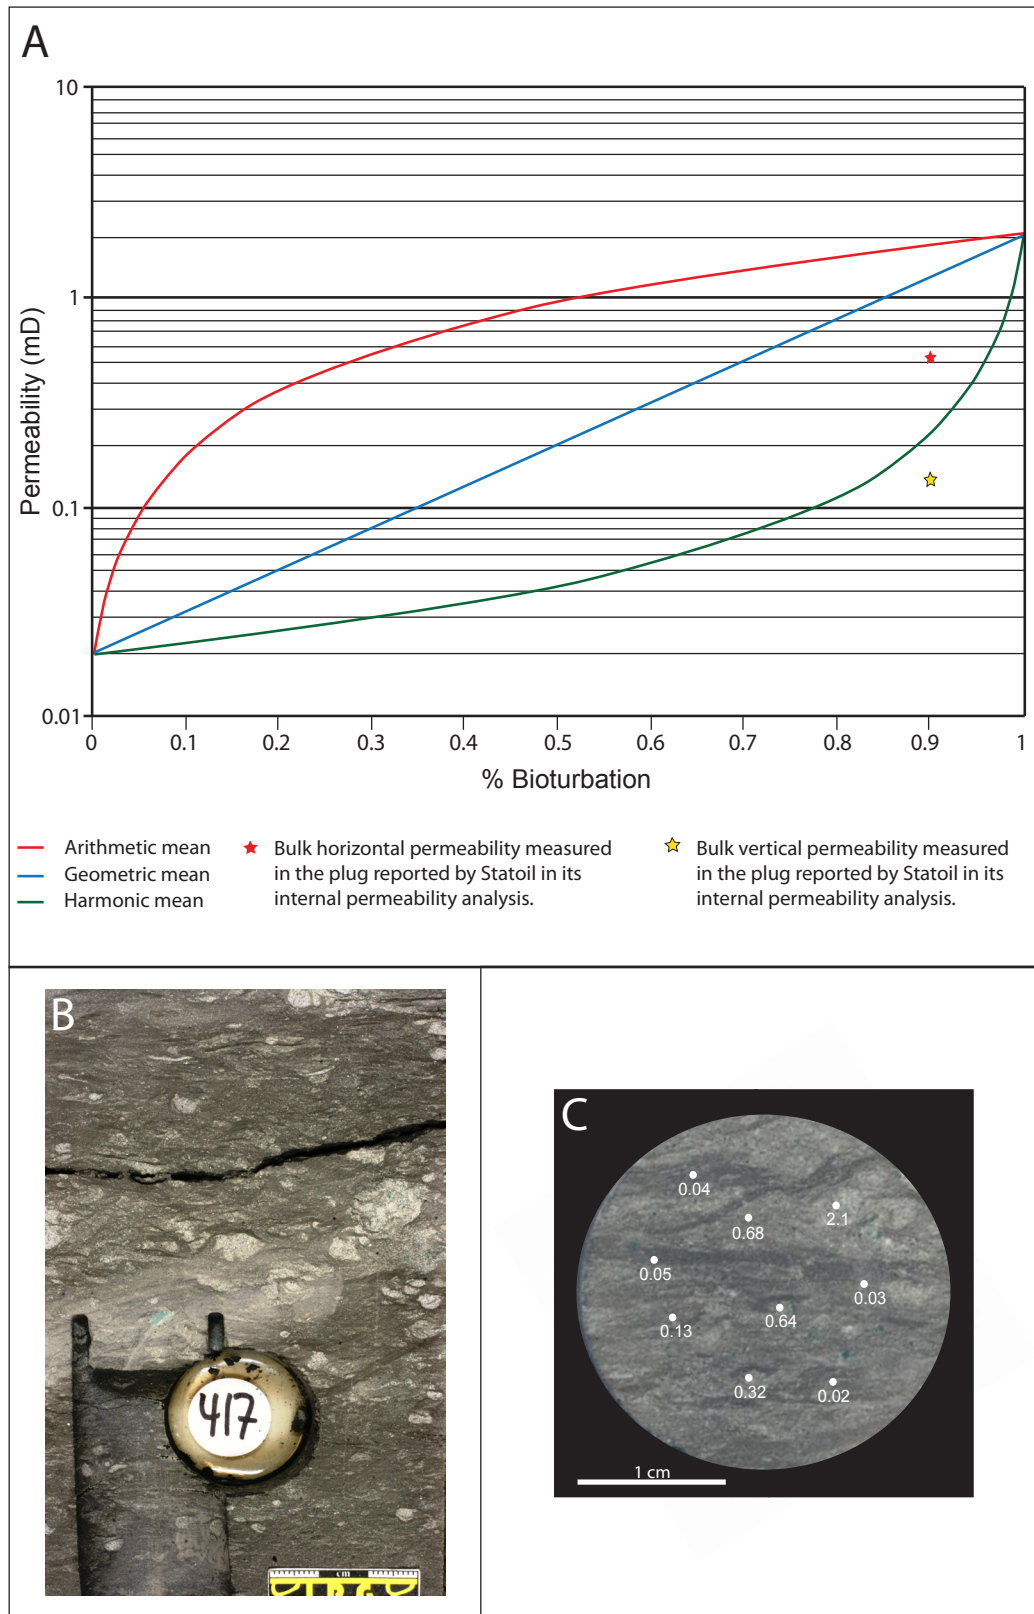 A
10
1
0.1
0.01
Permeability (mD)
0 0.1 0.2 0.3 0.4 0.5 0.6 0.7 0.8 0.9 1
% Bioturbation
Arithmetic mean
Geometric mean
Harmonic mean
Bulk horizontal permeability measured
in the plug reported by Statoil in its
internal permeability analysis.
Bulk vertical permeability measured
in the plug reported by Statoil in its
internal permeability analysis.
B
417
cm
C
0.04
2.1
0.68
0.05
0.03
0.64
0.13
0.32
0.02
1 cm